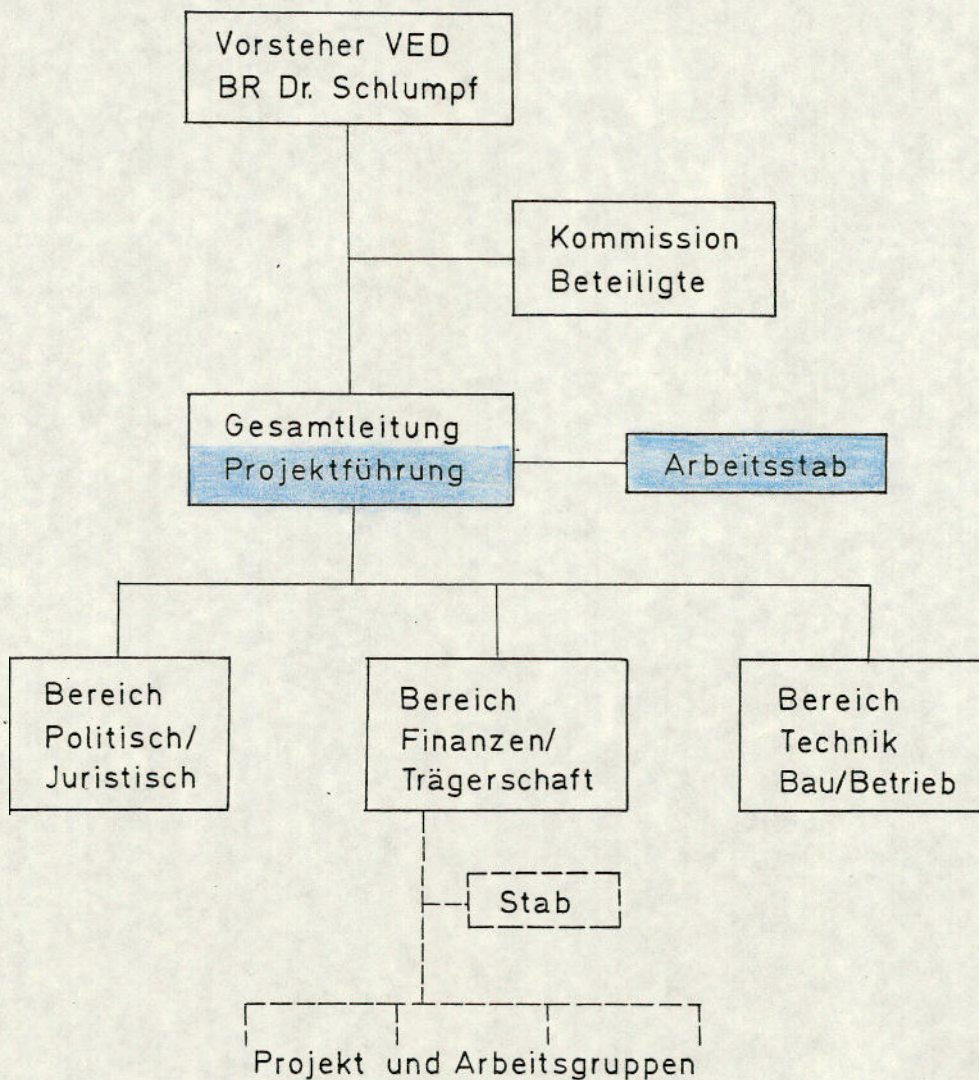 Vorsteher VED
BR Dr. Schlumpf
Kommission
Beteiligte
Gesamtleitung
Projektführung
Arbeitsstab
Bereich
Politisch/
Juristisch
Bereich
Finanzen/
Trägerschaft
Bereich
Technik
Bau/Betrieb
Stab
Projekt und Arbeitsgruppen